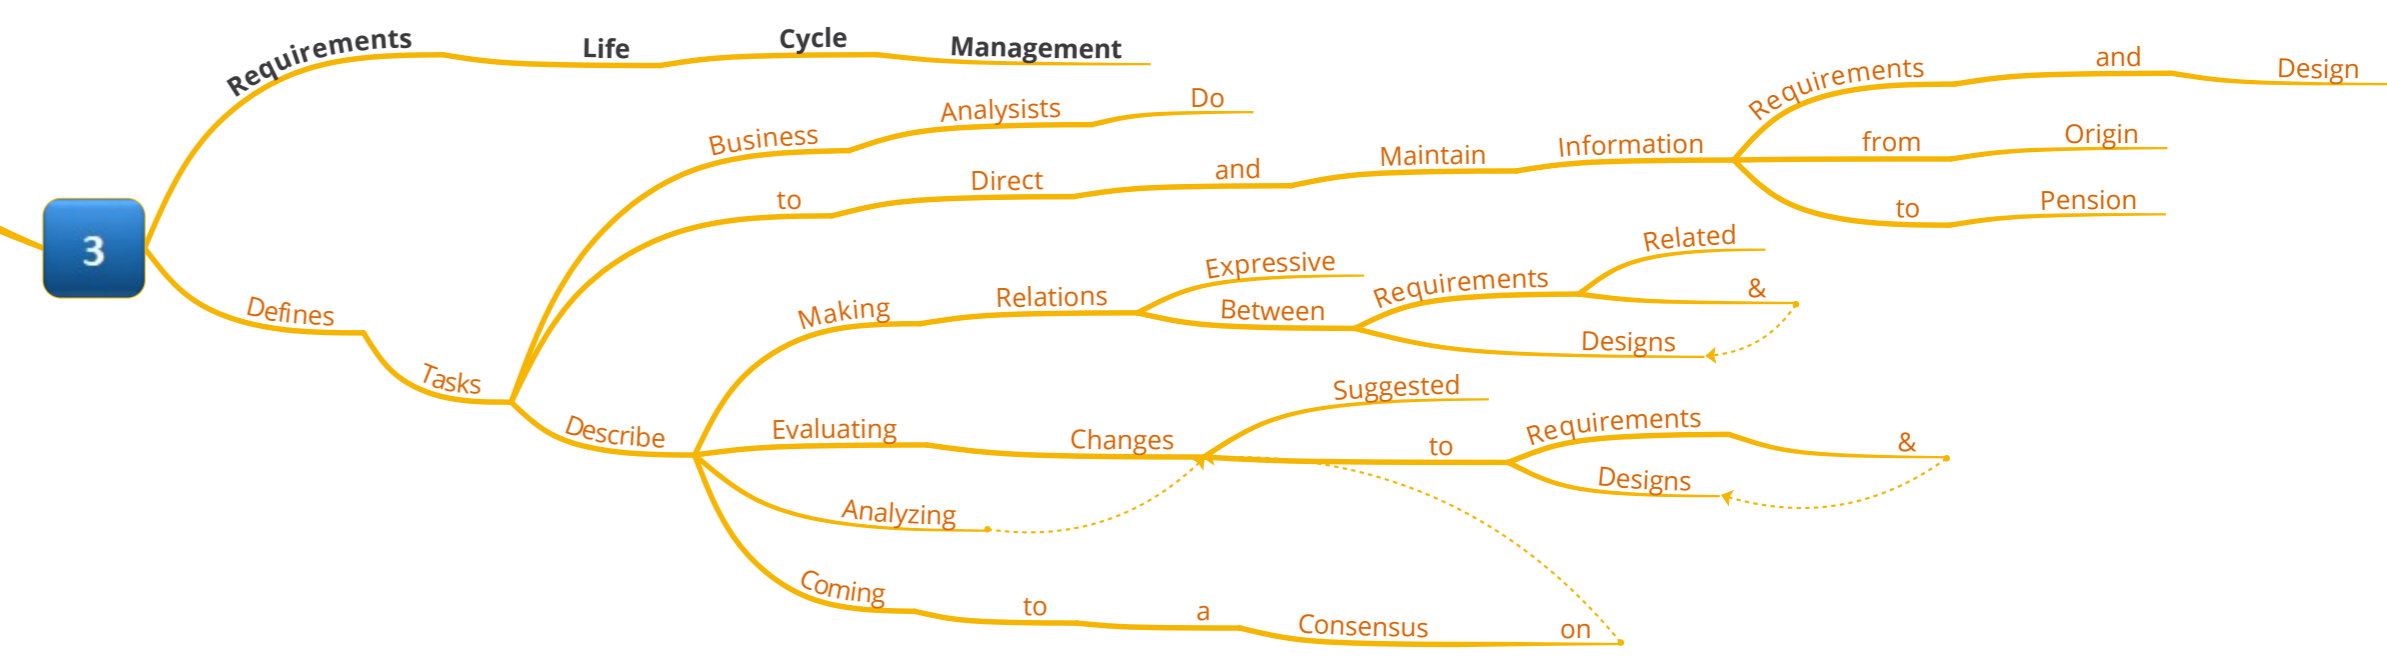 Requirements Life Cycle Management
3
Defines
Tasks
Business Analysists Do
to Direct and Maintain Information
Requirements and Design
from Origin
to Pension
Describe
Making Relations
Expressive
Between
Requirements
Related
&
Designs
Evaluating Changes
Suggested
to
Requirements &
Designs
Analyzing
Coming to a Consensus on